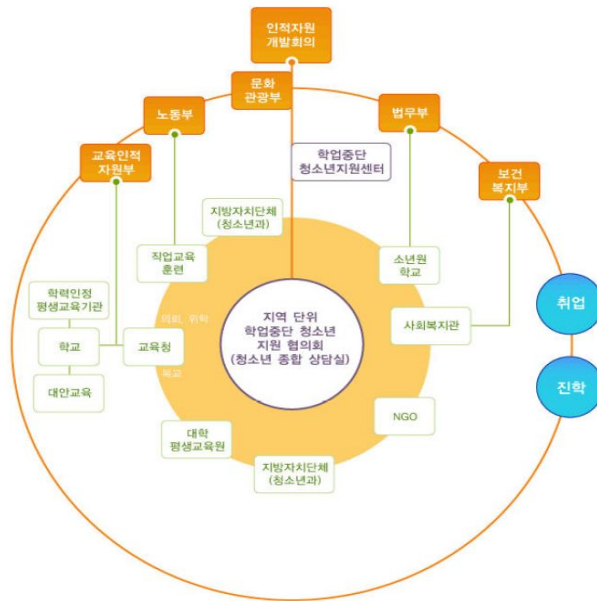 인적자원
개발회의
문화
관광부
노동부
법무부
교육인적
자원부
학업중단
청소년지원센터
보건
복지부
지방자치단체
(청소년과)
직업교육
훈련
소년원
학교
학력인정
평생교육기관
의뢰, 위탁
지역 단위
학업중단 청소년
지원 협의회
(청소년 종합 상담실)
사회복지관
취업
학교
교육청
복교
대안교육
진학
대학
평생교육원
NGO
지방자치단체
(청소년과)